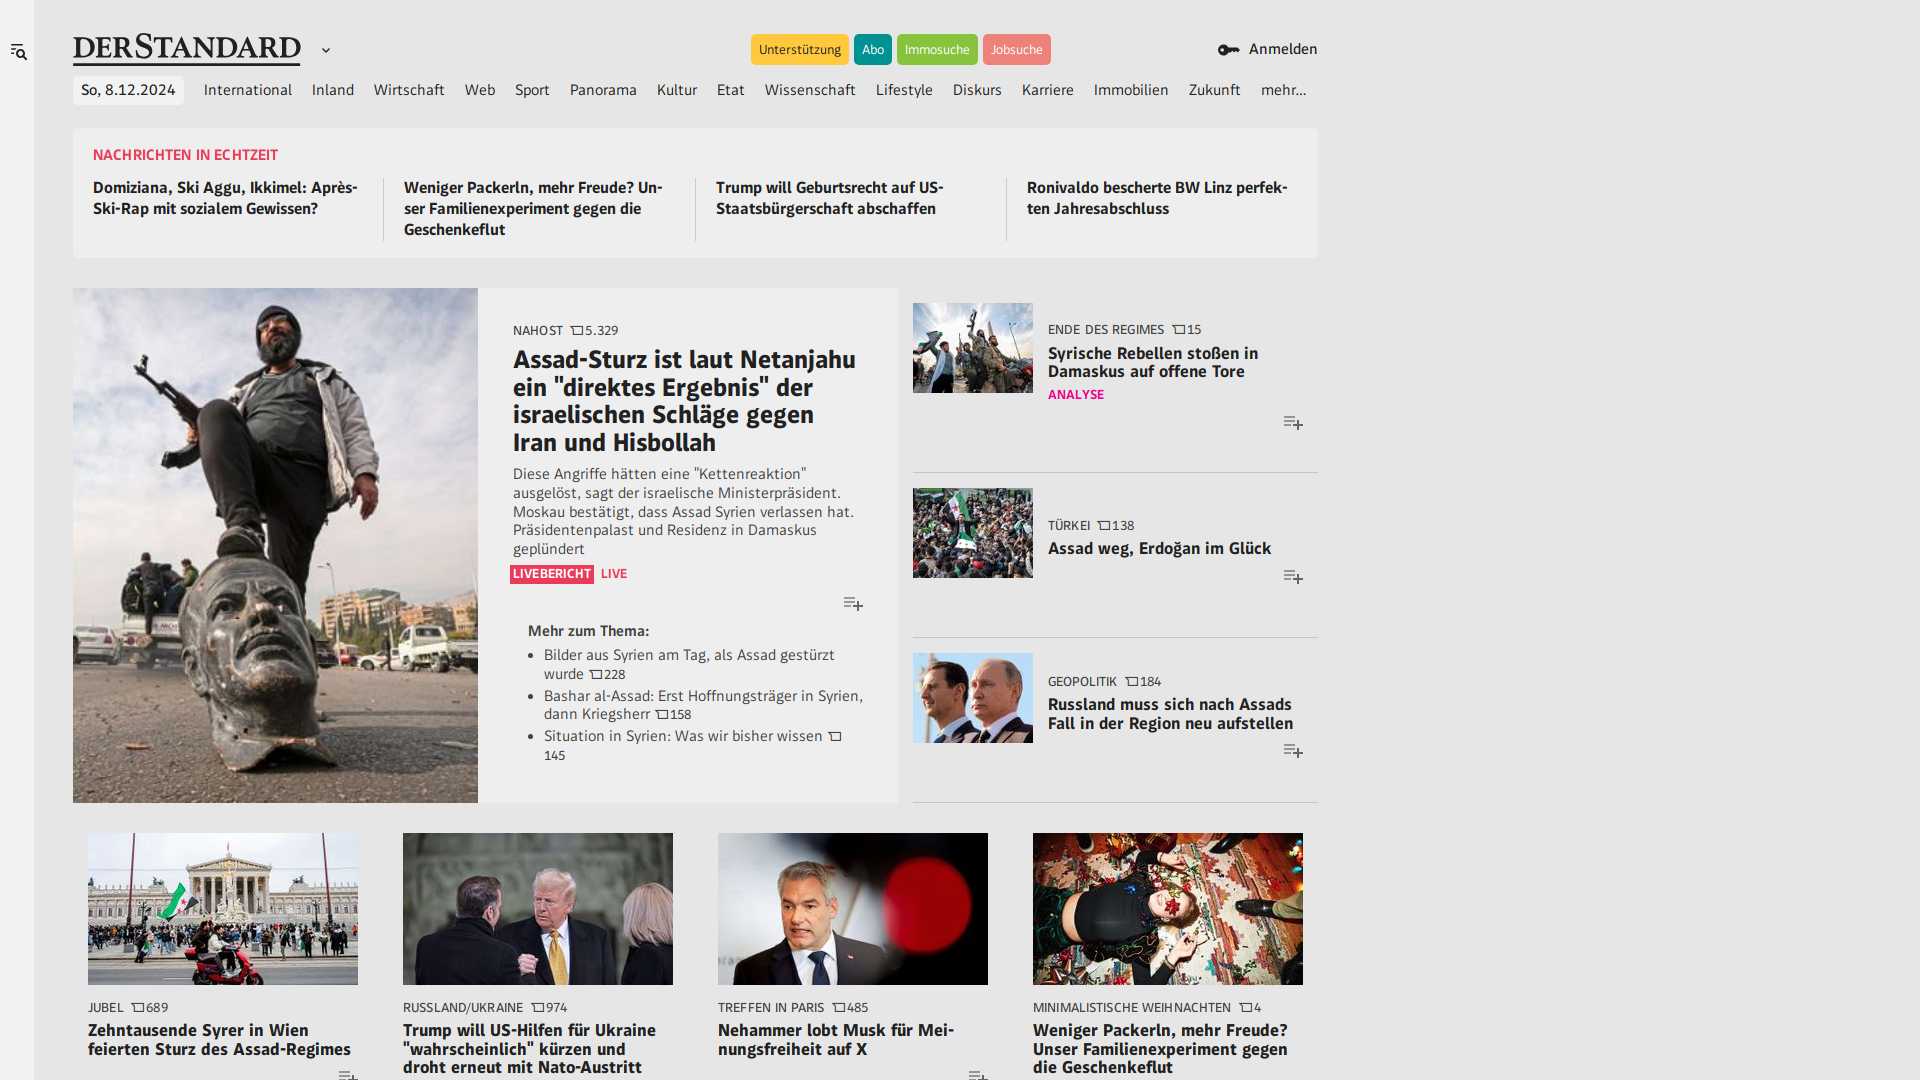 DERSTANDARD
Unterstützung
Abo
Immosuche
Jobsuche
Anmelden
So, 8.12.2024
International
Inland
Wirtschaft
Web
Sport
Panorama
Kultur
Etat
Wissenschaft
Lifestyle
Diskurs
Karriere
Immobilien
Zukunft
mehr...
NACHRICHTEN IN ECHTZEIT
Domiziana, Ski Aggu, Ikkimel: Après-
Ski-Rap mit sozialem Gewissen?
Weniger Packerln, mehr Freude? Un-
ser Familienexperiment gegen die
Geschenkeflut
Trump will Geburtsrecht auf US-
Staatsbürgerschaft abschaffen
Ronivaldo bescherte BW Linz perfek-
ten Jahresabschluss
NAHOST 5.329
Assad-Sturz ist laut Netanjahu
ein "direktes Ergebnis" der
israelischen Schläge gegen
Iran und Hisbollah
Diese Angriffe hätten eine "Kettenreaktion"
ausgelöst, sagt der israelische Ministerpräsident.
Moskau bestätigt, dass Assad Syrien verlassen hat.
Präsidentenpalast und Residenz in Damaskus
geplündert
LIVEBERICHT LIVE
Mehr zum Thema:
Bilder aus Syrien am Tag, als Assad gestürzt
wurde 228
Bashar al-Assad: Erst Hoffnungsträger in Syrien,
dann Kriegsherr 158
Situation in Syrien: Was wir bisher wissen
145
ENDE DES REGIMES 15
Syrische Rebellen stoßen in
Damaskus auf offene Tore
ANALYSE
TÜRKEI 138
Assad weg, Erdoğan im Glück
GEOPOLITIK 184
Russland muss sich nach Assads
Fall in der Region neu aufstellen
JUBEL 689
Zehntausende Syrer in Wien
feierten Sturz des Assad-Regimes
RUSSLAND/UKRAINE 974
Trump will US-Hilfen für Ukraine
"wahrscheinlich" kürzen und
droht erneut mit Nato-Austritt
TREFFEN IN PARIS 485
Nehammer lobt Musk für Mei-
nungsfreiheit auf X
MINIMALISTISCHE WEIHNACHTEN 4
Weniger Packerln, mehr Freude?
Unser Familienexperiment gegen
die Geschenkeflut